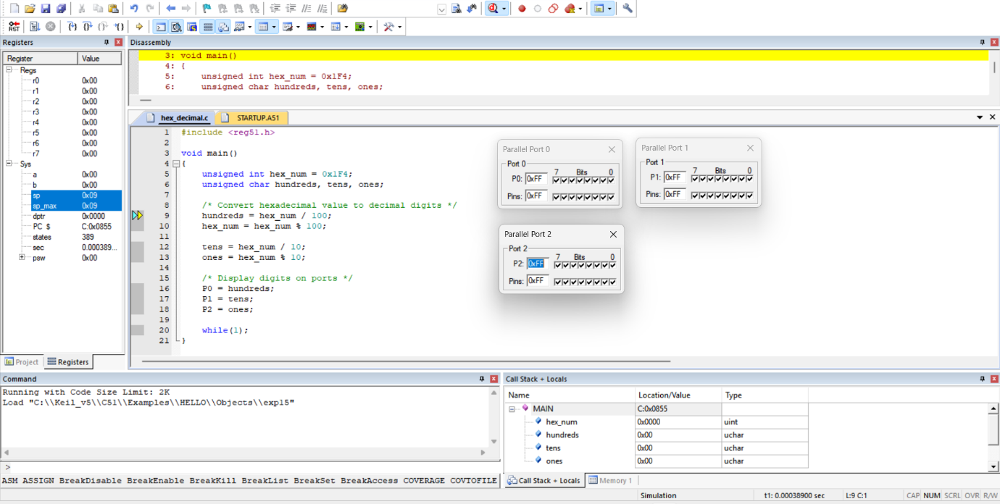 Registers
Register Value
Regs
r0 0x00
r1 0x00
r2 0x00
r3 0x00
r4 0x00
r5 0x00
r6 0x00
r7 0x00
Sys
a 0x00
b 0x00
sp 0x09
sp_max 0x09
dptr 0x0000
PC $ C:0x0855
states 389
sec 0.000389...
psw 0x00
Project Registers
Disassembly
3: void main()
4: {
5: unsigned int hex_num = 0x1F4;
6: unsigned char hundreds, tens, ones;
hex_decimal.c STARTUP.A51
1 #include <reg51.h>
2
3 void main()
4 {
5 unsigned int hex_num = 0x1F4;
6 unsigned char hundreds, tens, ones;
7
8 /* Convert hexadecimal value to decimal digits */
9 hundreds = hex_num / 100;
10 hex_num = hex_num % 100;
11
12 tens = hex_num / 10;
13 ones = hex_num % 10;
14
15 /* Display digits on ports */
16 P0 = hundreds;
17 P1 = tens;
18 P2 = ones;
19
20 while(1);
21 }
Parallel Port 0
Port 0
7 Bits 0
P0: 0xFF
Pins: 0xFF
Parallel Port 1
Port 1
7 Bits 0
P1: 0xFF
Pins: 0xFF
Parallel Port 2
Port 2
7 Bits 0
P2: 0xFF
Pins: 0xFF
Command
Running with Code Size Limit: 2K
Load "C:\\Keil_v5\\C51\\Examples\\HELLO\\Objects\\exp15"
>
ASM ASSIGN BreakDisable BreakEnable BreakKill BreakList BreakSet BreakAccess COVERAGE COVTOFILE
Call Stack + Locals
Name Location/Value Type
MAIN C:0x0855
hex_num 0x0000 uint
hundreds 0x00 uchar
tens 0x00 uchar
ones 0x00 uchar
Call Stack + Locals Memory 1
Simulation t1: 0.00038900 sec L:9 C:1 CAP NUM SCRL OVR R/W